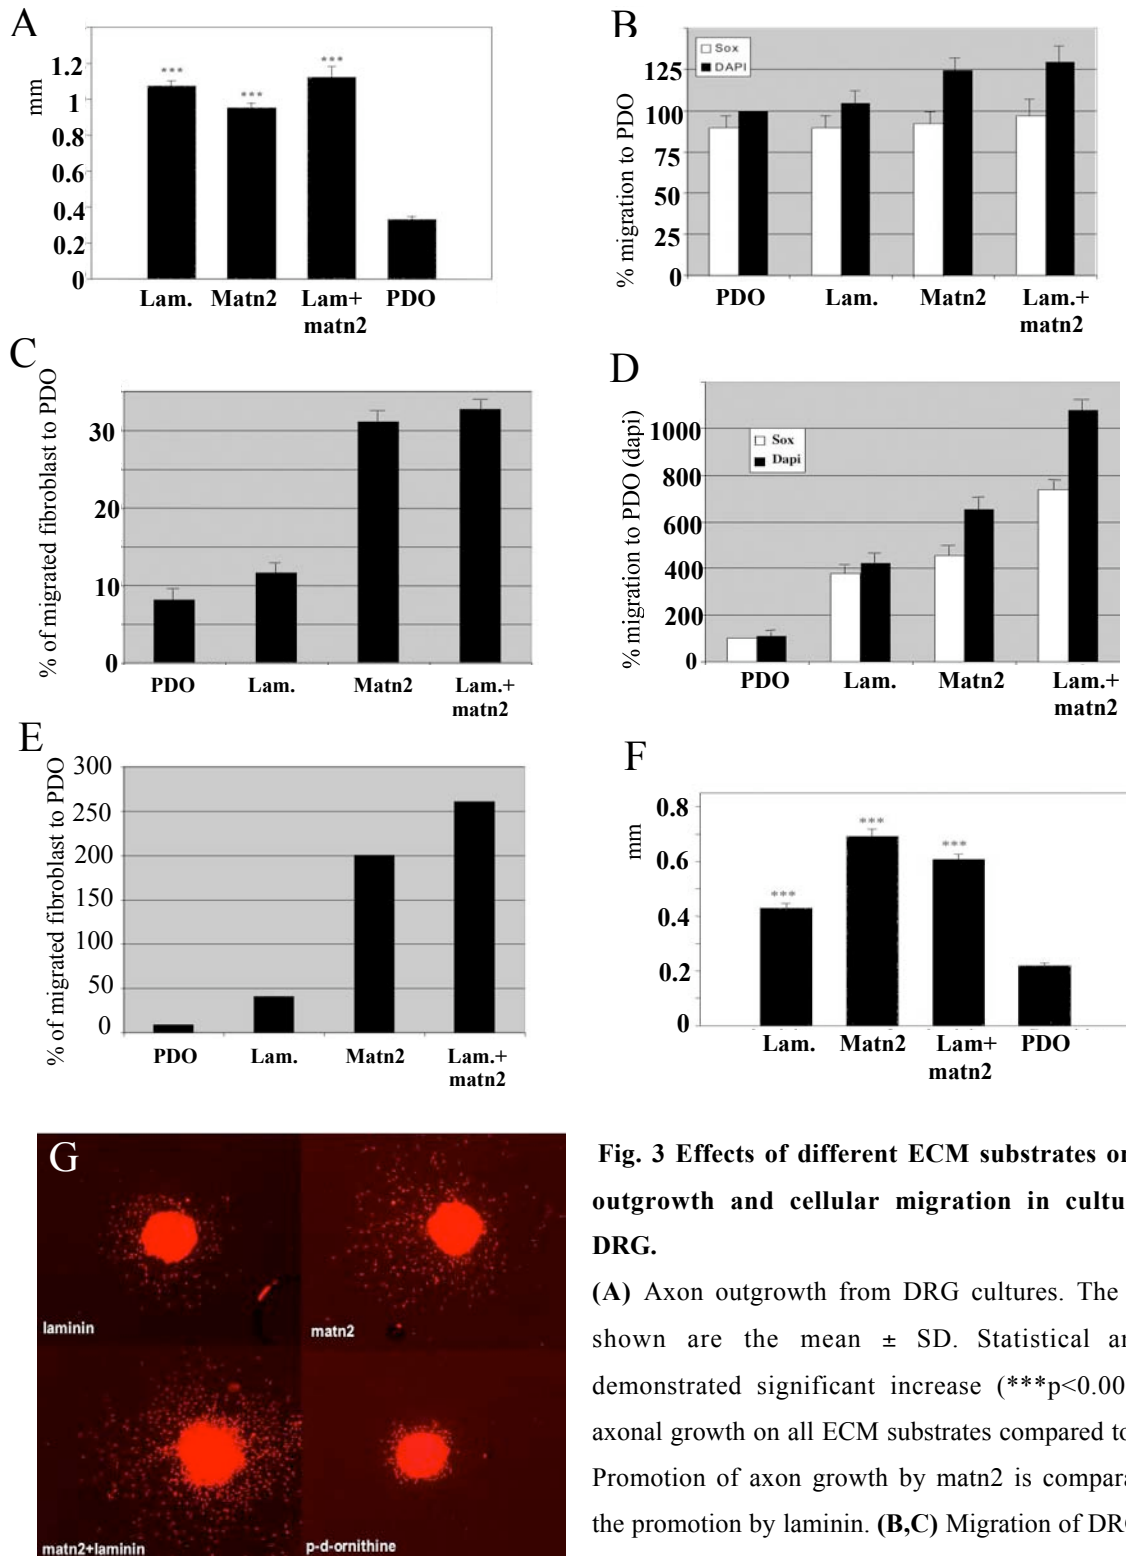 A
mm
1.2
1
0.8
0.6
0.4
0.2
0
***
***
***
Lam.
Matn2
Lam+
matn2
PDO
B
% migration to PDO
Sox
DAPI
125
100
75
50
25
0
PDO
Lam.
Matn2
Lam.+
matn2
C
% of migrated fibroblast to PDO
30
20
10
0
PDO
Lam.
Matn2
Lam.+
matn2
D
% migration to PDO (dapi)
Sox
Dapi
1000
800
600
400
200
0
PDO
Lam.
Matn2
Lam.+
matn2
E
% of migrated fibroblast to PDO
300
250
200
150
100
50
0
PDO
Lam.
Matn2
Lam.+
matn2
F
mm
0.8
0.6
0.4
0.2
0
***
***
***
Lam.
Matn2
Lam+
matn2
PDO
G
laminin
matn2
matn2+laminin
p-d-ornithine
Fig. 3 Effects of different ECM substrates on
outgrowth and cellular migration in cultu
DRG.
(A) Axon outgrowth from DRG cultures. The
shown are the mean ± SD. Statistical an
demonstrated significant increase (***p<0.00
axonal growth on all ECM substrates compared to
Promotion of axon growth by matn2 is compara
the promotion by laminin. (B,C) Migration of DRG